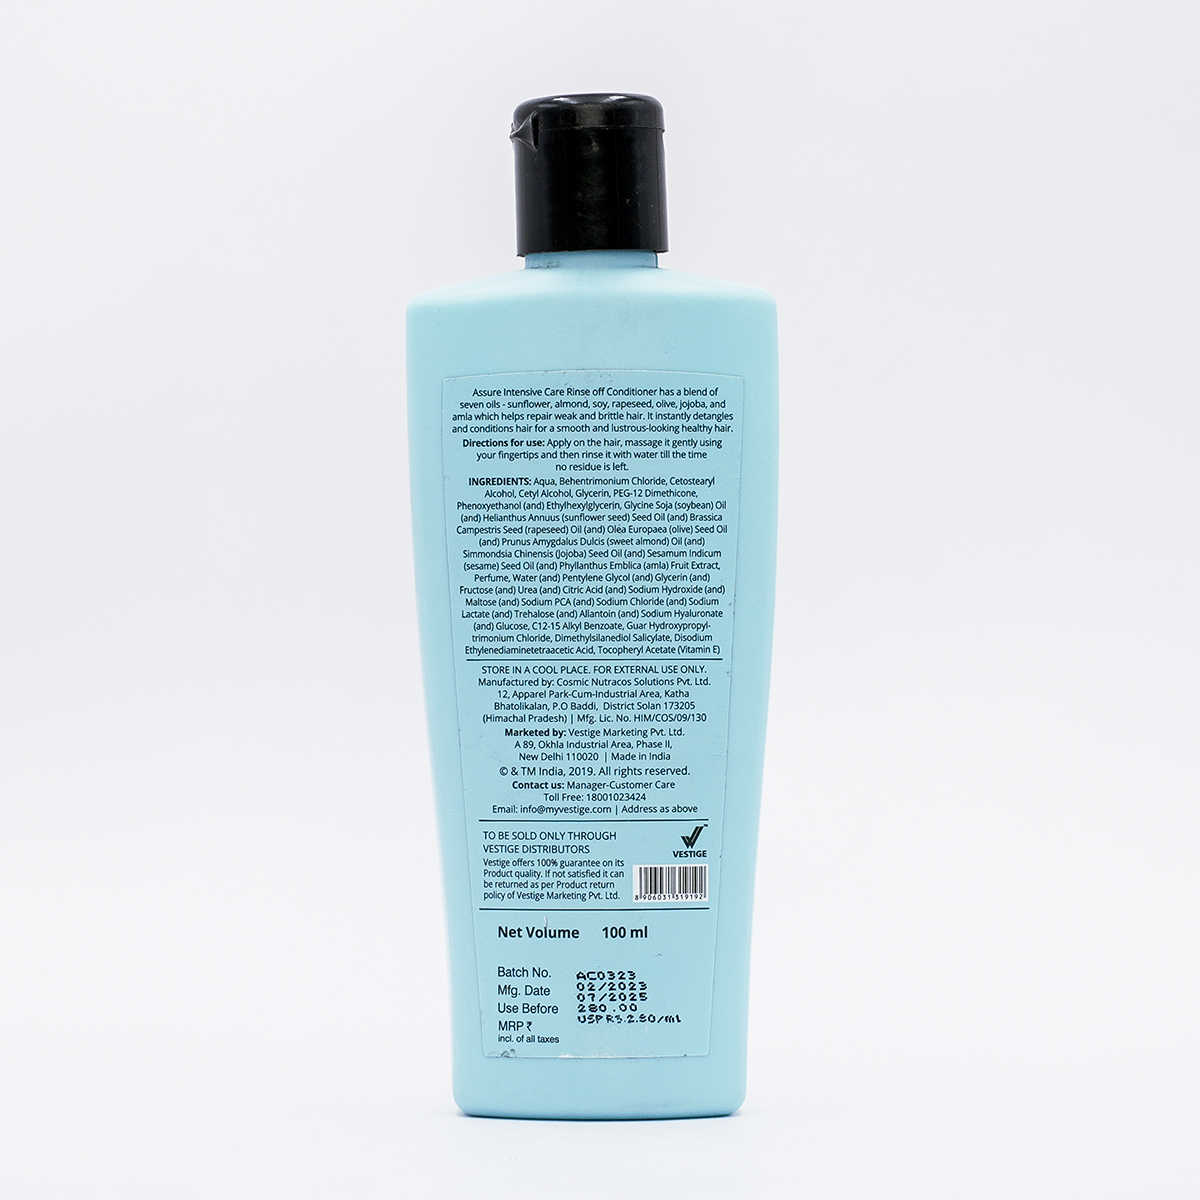 Assure Intensive Care Rinse off Conditioner has a blend of
seven oils - sunflower, almond, soy, rapeseed, olive, jojoba, and
amla which helps repair weak and brittle hair. It instantly detangles
and conditions hair for a smooth and lustrous-looking healthy hair.
Directions for use: Apply on the hair, massage it gently using
your fingertips and then rinse it with water till the time
no residue is left.
INGREDIENTS: Aqua, Behentrimonium Chloride, Cetostearyl
Alcohol, Cetyl Alcohol, Glycerin, PEG-12 Dimethicone,
Phenoxyethanol (and) Ethylhexylglycerin, Glycine Soja (soybean) Oil
(and) Helianthus Annuus (sunflower seed) Seed Oil (and) Brassica
Campestris Seed (rapeseed) Oil (and) Olea Europaea (olive) Seed Oil
(and) Prunus Amygdalus Dulcis (sweet almond) Oil (and)
Simmondsia Chinensis (Jojoba) Seed Oil (and) Sesamum Indicum
(sesame) Seed Oil (and) Phyllanthus Emblica (amla) Fruit Extract,
Perfume, Water (and) Pentylene Glycol (and) Glycerin (and)
Fructose (and) Urea (and) Citric Acid (and) Sodium Hydroxide (and)
Maltose (and) Sodium PCA (and) Sodium Chloride (and) Sodium
Lactate (and) Trehalose (and) Allantoin (and) Sodium Hyaluronate
(and) Glucose, C12-15 Alkyl Benzoate, Guar Hydroxypropyl-
trimonium Chloride, Dimethylsilanediol Salicylate, Disodium
Ethylenediaminetetraacetic Acid, Tocopheryl Acetate (Vitamin E)
STORE IN A COOL PLACE. FOR EXTERNAL USE ONLY.
Manufactured by: Cosmic Nutracos Solutions Pvt. Ltd.
12, Apparel Park-Cum-Industrial Area, Katha
Bhatolikalan, P.O Baddi, District Solan 173205
(Himachal Pradesh) | Mfg. Lic. No. HIM/COS/09/130
Marketed by: Vestige Marketing Pvt. Ltd.
A 89, Okhla Industrial Area, Phase II,
New Delhi 110020 | Made in India
© & TM India, 2019. All rights reserved.
Contact us: Manager-Customer Care
Toll Free: 18001023424
Email: info@myvestige.com | Address as above
TO BE SOLD ONLY THROUGH
VESTIGE DISTRIBUTORS
Vestige offers 100% guarantee on its
Product quality. If not satisfied it can
be returned as per Product return
policy of Vestige Marketing Pvt. Ltd.
TM
VESTIGE
8 906031 319192
Net Volume 100 ml
Batch No. AC0323
Mfg. Date 02/2023
Use Before 07/2025
MRP ₹ 280.00
incl. of all taxes USP Rs.2.80/ml